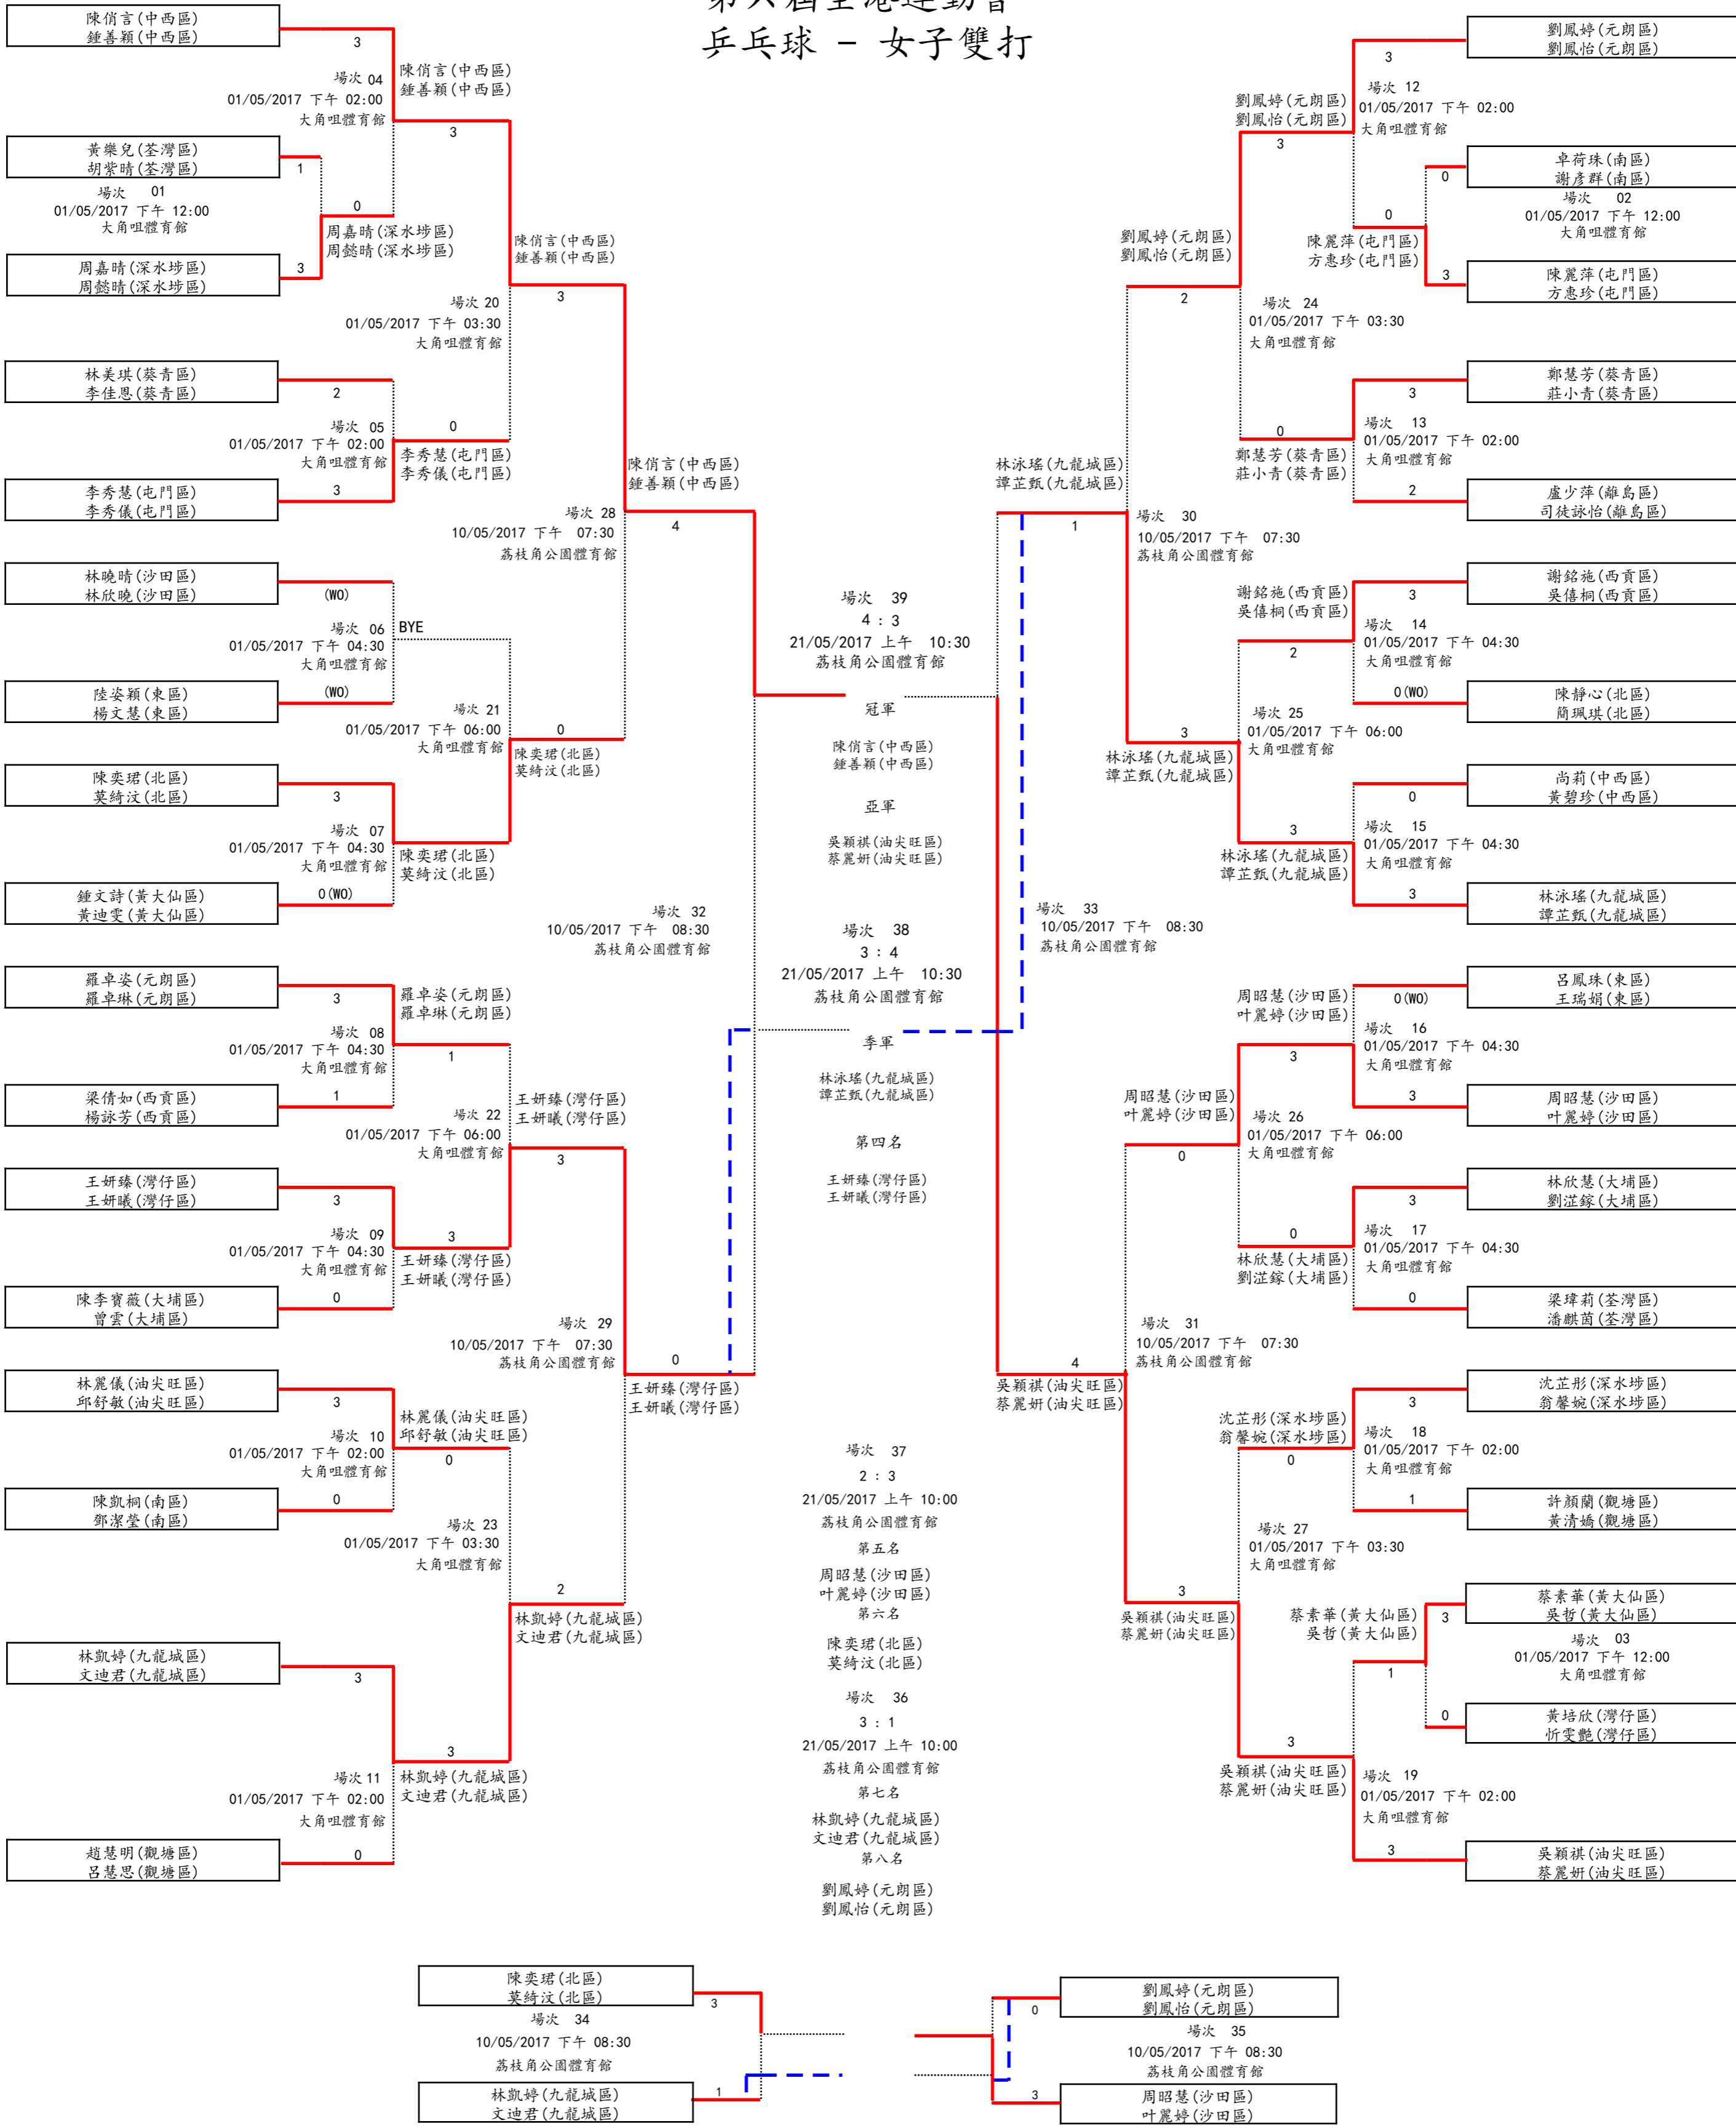 第六屆全港運動會
乒乓球 - 女子雙打
陳俏言(中西區)
鍾善穎(中西區)
3
場次 04
01/05/2017 下午 02:00
大角咀體育館
陳俏言(中西區)
鍾善穎(中西區)
3
黃樂兒(荃灣區)
胡紫晴(荃灣區)
1
場次 01
01/05/2017 下午 12:00
大角咀體育館
0
周嘉晴(深水埗區)
周懿晴(深水埗區)
周嘉晴(深水埗區)
周懿晴(深水埗區)
3
陳俏言(中西區)
鍾善穎(中西區)
3
場次 20
01/05/2017 下午 03:30
大角咀體育館
林美琪(葵青區)
李佳恩(葵青區)
2
場次 05
01/05/2017 下午 02:00
大角咀體育館
0
李秀慧(屯門區)
李秀儀(屯門區)
李秀慧(屯門區)
李秀儀(屯門區)
3
陳俏言(中西區)
鍾善穎(中西區)
4
場次 28
10/05/2017 下午 07:30
荔枝角公園體育館
林曉晴(沙田區)
林欣曉(沙田區)
(WO)
場次 06
01/05/2017 下午 04:30
大角咀體育館
BYE
陸姿穎(東區)
楊文慧(東區)
(WO)
場次 21
01/05/2017 下午 06:00
大角咀體育館
0
陳奕珺(北區)
莫綺汶(北區)
陳奕珺(北區)
莫綺汶(北區)
3
場次 07
01/05/2017 下午 04:30
大角咀體育館
陳奕珺(北區)
莫綺汶(北區)
鍾文詩(黃大仙區)
黃迪雯(黃大仙區)
0(WO)
場次 32
10/05/2017 下午 08:30
荔枝角公園體育館
羅卓姿(元朗區)
羅卓琳(元朗區)
3
羅卓姿(元朗區)
羅卓琳(元朗區)
1
場次 08
01/05/2017 下午 04:30
大角咀體育館
梁倩如(西貢區)
楊詠芳(西貢區)
1
場次 22
01/05/2017 下午 06:00
大角咀體育館
王妍臻(灣仔區)
王妍曦(灣仔區)
3
王妍臻(灣仔區)
王妍曦(灣仔區)
3
場次 09
01/05/2017 下午 04:30
大角咀體育館
3
王妍臻(灣仔區)
王妍曦(灣仔區)
陳李寶薇(大埔區)
曾雲(大埔區)
0
場次 29
10/05/2017 下午 07:30
荔枝角公園體育館
0
王妍臻(灣仔區)
王妍曦(灣仔區)
林麗儀(油尖旺區)
邱舒敏(油尖旺區)
3
林麗儀(油尖旺區)
邱舒敏(油尖旺區)
0
場次 10
01/05/2017 下午 02:00
大角咀體育館
陳凱桐(南區)
鄧潔瑩(南區)
0
場次 23
01/05/2017 下午 03:30
大角咀體育館
2
林凱婷(九龍城區)
文迪君(九龍城區)
林凱婷(九龍城區)
文迪君(九龍城區)
3
3
場次 11
01/05/2017 下午 02:00
大角咀體育館
林凱婷(九龍城區)
文迪君(九龍城區)
趙慧明(觀塘區)
呂慧思(觀塘區)
0
場次 39
4 : 3
21/05/2017 上午 10:30
荔枝角公園體育館
冠軍
陳俏言(中西區)
鍾善穎(中西區)
亞軍
吳穎祺(油尖旺區)
蔡麗妍(油尖旺區)
場次 38
3 : 4
21/05/2017 上午 10:30
荔枝角公園體育館
季軍
林泳瑤(九龍城區)
譚芷甄(九龍城區)
第四名
王妍臻(灣仔區)
王妍曦(灣仔區)
場次 37
2 : 3
21/05/2017 上午 10:00
荔枝角公園體育館
第五名
周昭慧(沙田區)
叶麗婷(沙田區)
第六名
陳奕珺(北區)
莫綺汶(北區)
場次 36
3 : 1
21/05/2017 上午 10:00
荔枝角公園體育館
第七名
林凱婷(九龍城區)
文迪君(九龍城區)
第八名
劉鳳婷(元朗區)
劉鳳怡(元朗區)
劉鳳婷(元朗區)
劉鳳怡(元朗區)
3
場次 12
01/05/2017 下午 02:00
大角咀體育館
劉鳳婷(元朗區)
劉鳳怡(元朗區)
3
卓荷珠(南區)
謝彥群(南區)
0
場次 02
01/05/2017 下午 12:00
大角咀體育館
0
陳麗萍(屯門區)
方惠珍(屯門區)
陳麗萍(屯門區)
方惠珍(屯門區)
3
劉鳳婷(元朗區)
劉鳳怡(元朗區)
2
場次 24
01/05/2017 下午 03:30
大角咀體育館
鄭慧芳(葵青區)
莊小青(葵青區)
3
場次 13
01/05/2017 下午 02:00
大角咀體育館
0
鄭慧芳(葵青區)
莊小青(葵青區)
盧少萍(離島區)
司徒詠怡(離島區)
2
林泳瑤(九龍城區)
譚芷甄(九龍城區)
1
場次 30
10/05/2017 下午 07:30
荔枝角公園體育館
謝銘施(西貢區)
吳僖桐(西貢區)
3
謝銘施(西貢區)
吳僖桐(西貢區)
2
場次 14
01/05/2017 下午 04:30
大角咀體育館
陳靜心(北區)
簡珮琪(北區)
0(WO)
場次 25
01/05/2017 下午 06:00
大角咀體育館
3
林泳瑤(九龍城區)
譚芷甄(九龍城區)
尚莉(中西區)
黃碧珍(中西區)
0
場次 15
01/05/2017 下午 04:30
大角咀體育館
3
林泳瑤(九龍城區)
譚芷甄(九龍城區)
林泳瑤(九龍城區)
譚芷甄(九龍城區)
3
場次 33
10/05/2017 下午 08:30
荔枝角公園體育館
呂鳳珠(東區)
王瑞娟(東區)
0(WO)
周昭慧(沙田區)
叶麗婷(沙田區)
3
場次 16
01/05/2017 下午 04:30
大角咀體育館
周昭慧(沙田區)
叶麗婷(沙田區)
3
周昭慧(沙田區)
叶麗婷(沙田區)
0
場次 26
01/05/2017 下午 06:00
大角咀體育館
林欣慧(大埔區)
劉淽鎵(大埔區)
3
場次 17
01/05/2017 下午 04:30
大角咀體育館
0
林欣慧(大埔區)
劉淽鎵(大埔區)
梁瑋莉(荃灣區)
潘麒茵(荃灣區)
0
場次 31
10/05/2017 下午 07:30
荔枝角公園體育館
4
吳穎祺(油尖旺區)
蔡麗妍(油尖旺區)
沈芷彤(深水埗區)
翁馨婉(深水埗區)
3
沈芷彤(深水埗區)
翁馨婉(深水埗區)
0
場次 18
01/05/2017 下午 02:00
大角咀體育館
許顏蘭(觀塘區)
黃清嬌(觀塘區)
1
場次 27
01/05/2017 下午 03:30
大角咀體育館
3
吳穎祺(油尖旺區)
蔡麗妍(油尖旺區)
蔡素華(黃大仙區)
吳哲(黃大仙區)
3
蔡素華(黃大仙區)
吳哲(黃大仙區)
1
場次 03
01/05/2017 下午 12:00
大角咀體育館
黃培欣(灣仔區)
忻雯艷(灣仔區)
0
3
吳穎祺(油尖旺區)
蔡麗妍(油尖旺區)
場次 19
01/05/2017 下午 02:00
大角咀體育館
吳穎祺(油尖旺區)
蔡麗妍(油尖旺區)
3
陳奕珺(北區)
莫綺汶(北區)
3
場次 34
10/05/2017 下午 08:30
荔枝角公園體育館
林凱婷(九龍城區)
文迪君(九龍城區)
1
劉鳳婷(元朗區)
劉鳳怡(元朗區)
0
場次 35
10/05/2017 下午 08:30
荔枝角公園體育館
周昭慧(沙田區)
叶麗婷(沙田區)
3